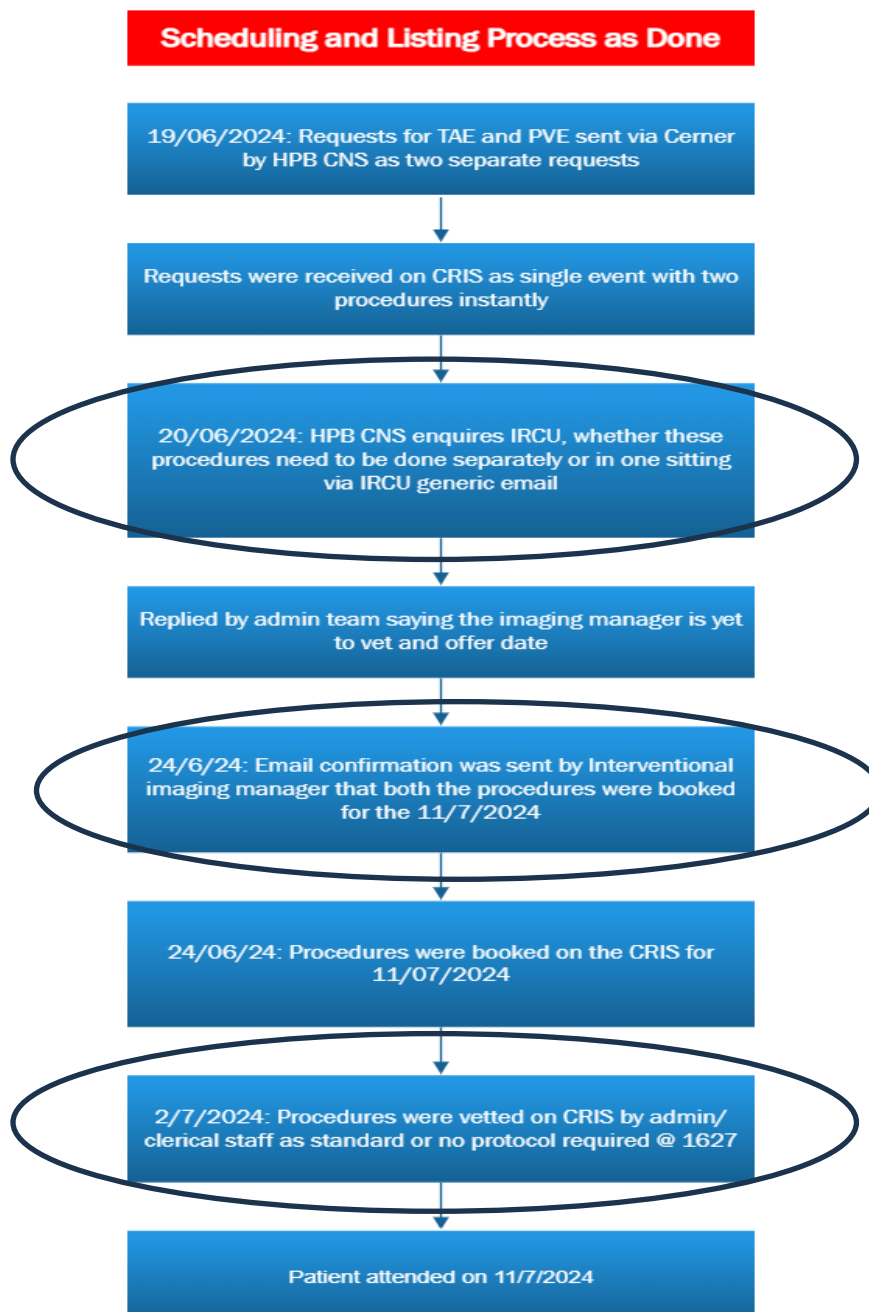 Scheduling and Listing Process as Done
19/06/2024: Requests for TAE and PVE sent via Cerner
by HPB CNS as two separate requests
Requests were received on CRIS as single event with two
procedures instantly
20/06/2024: HPB CNS enquires IRCU, whether these
procedures need to be done separately or in one sitting
via IRCU generic email
Replied by admin team saying the imaging manager is yet
to vet and offer date
24/6/24: Email confirmation was sent by Interventional
imaging manager that both the procedures were booked
for the 11/7/2024
24/06/24: Procedures were booked on the CRIS for
11/07/2024
2/7/2024: Procedures were vetted on CRIS by admin/
clerical staff as standard or no protocol required @ 1627
Patient attended on 11/7/2024